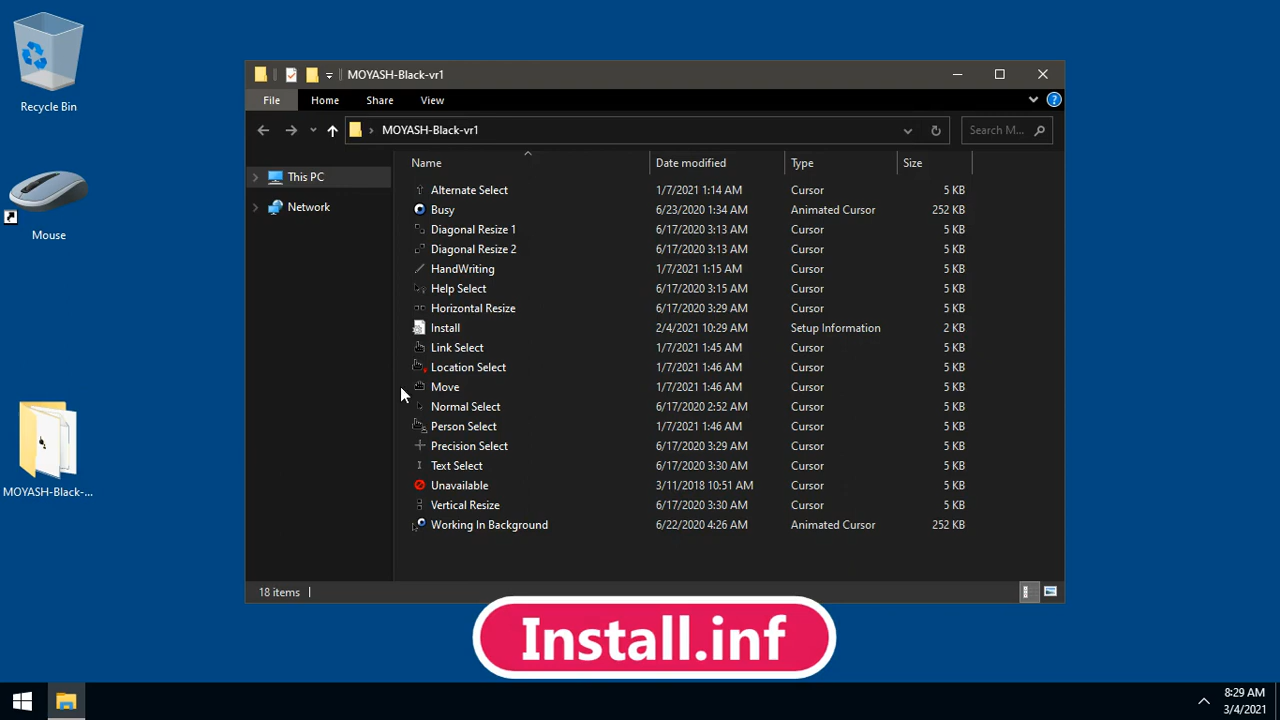 Recycle Bin
Mouse
MOYASH-Black-...
MOYASH-Black-vr1
File Home Share View
MOYASH-Black-vr1
Search M...
This PC
Network
Name Date modified Type Size
Alternate Select 1/7/2021 1:14 AM Cursor 5 KB
Busy 6/23/2020 1:34 AM Animated Cursor 252 KB
Diagonal Resize 1 6/17/2020 3:13 AM Cursor 5 KB
Diagonal Resize 2 6/17/2020 3:13 AM Cursor 5 KB
HandWriting 1/7/2021 1:15 AM Cursor 5 KB
Help Select 6/17/2020 3:15 AM Cursor 5 KB
Horizontal Resize 6/17/2020 3:29 AM Cursor 5 KB
Install 2/4/2021 10:29 AM Setup Information 2 KB
Link Select 1/7/2021 1:45 AM Cursor 5 KB
Location Select 1/7/2021 1:46 AM Cursor 5 KB
Move 1/7/2021 1:46 AM Cursor 5 KB
Normal Select 6/17/2020 2:52 AM Cursor 5 KB
Person Select 1/7/2021 1:46 AM Cursor 5 KB
Precision Select 6/17/2020 3:29 AM Cursor 5 KB
Text Select 6/17/2020 3:30 AM Cursor 5 KB
Unavailable 3/11/2018 10:51 AM Cursor 5 KB
Vertical Resize 6/17/2020 3:30 AM Cursor 5 KB
Working In Background 6/22/2020 4:26 AM Animated Cursor 252 KB
18 items
Install.inf
8:29 AM
3/4/2021